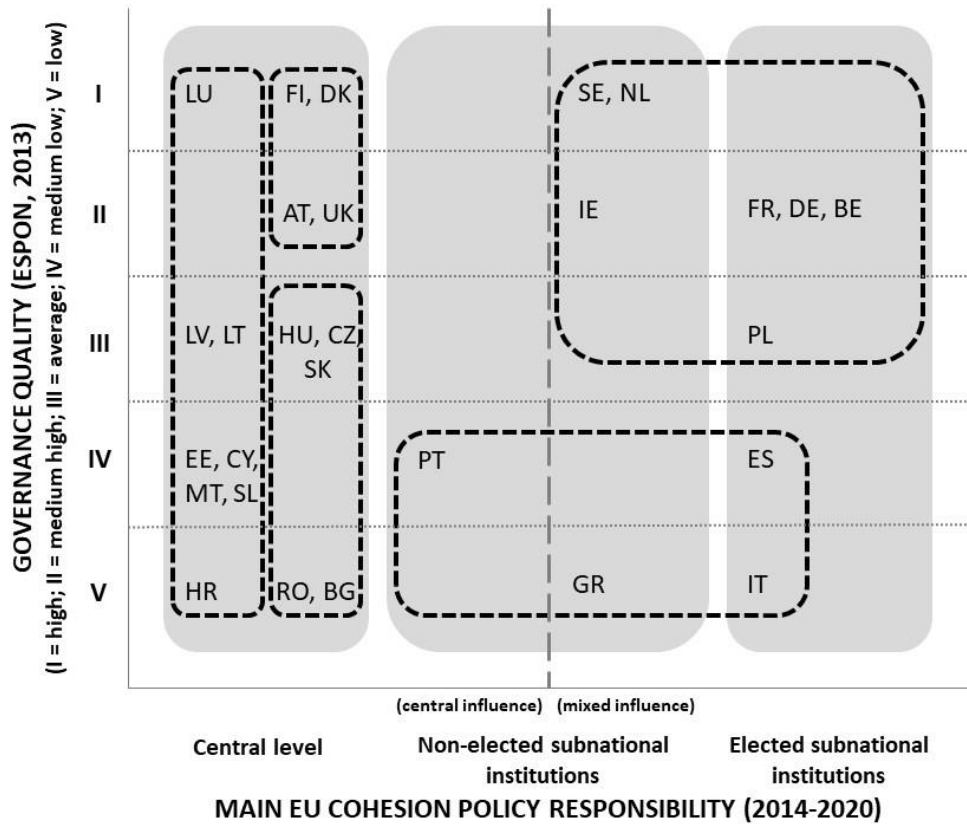 GOVERNANCE QUALITY (ESPON, 2013)
(I = high; II = medium high; III = average; IV = medium low; V = low)
I
LU
FI, DK
SE, NL
II
AT, UK
IE
FR, DE, BE
III
LV, LT
HU, CZ,
SK
PL
IV
EE, CY,
MT, SL
PT
ES
V
HR
RO, BG
GR
IT
(central influence)
(mixed influence)
Central level
Non-elected subnational
institutions
Elected subnational
institutions
MAIN EU COHESION POLICY RESPONSIBILITY (2014-2020)